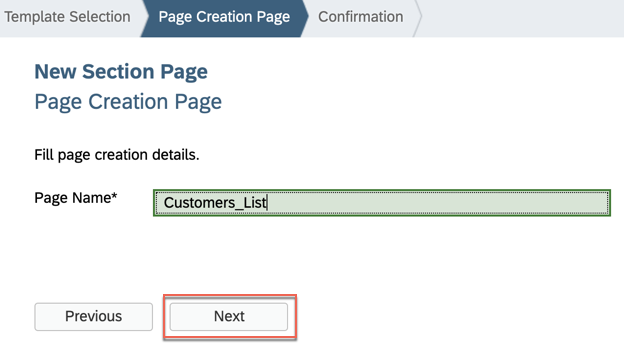 Template Selection Page Creation Page Confirmation
New Section Page
Page Creation Page
Fill page creation details.
Page Name* Customers_List
Previous Next